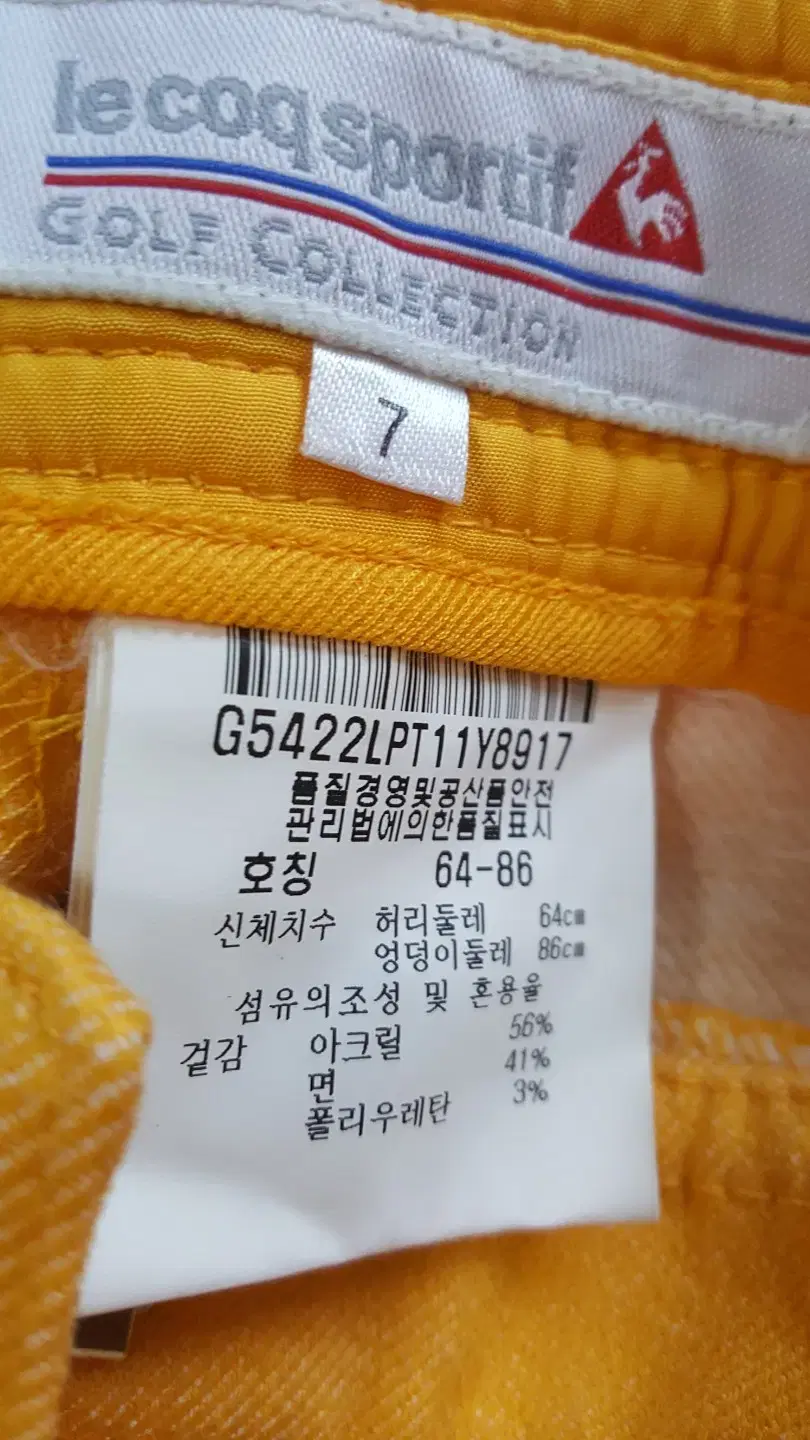 le coq sportif
GOLF COLLECTION
7
G5422LPT11Y8917
품질경영및공산품안전
관리법에의한품질표시
호칭 64-86
신체치수 허리둘레 64cm
엉덩이둘레 86cm
섬유의조성 및 혼용율
겉감 아크릴 56%
면 41%
폴리우레탄 3%